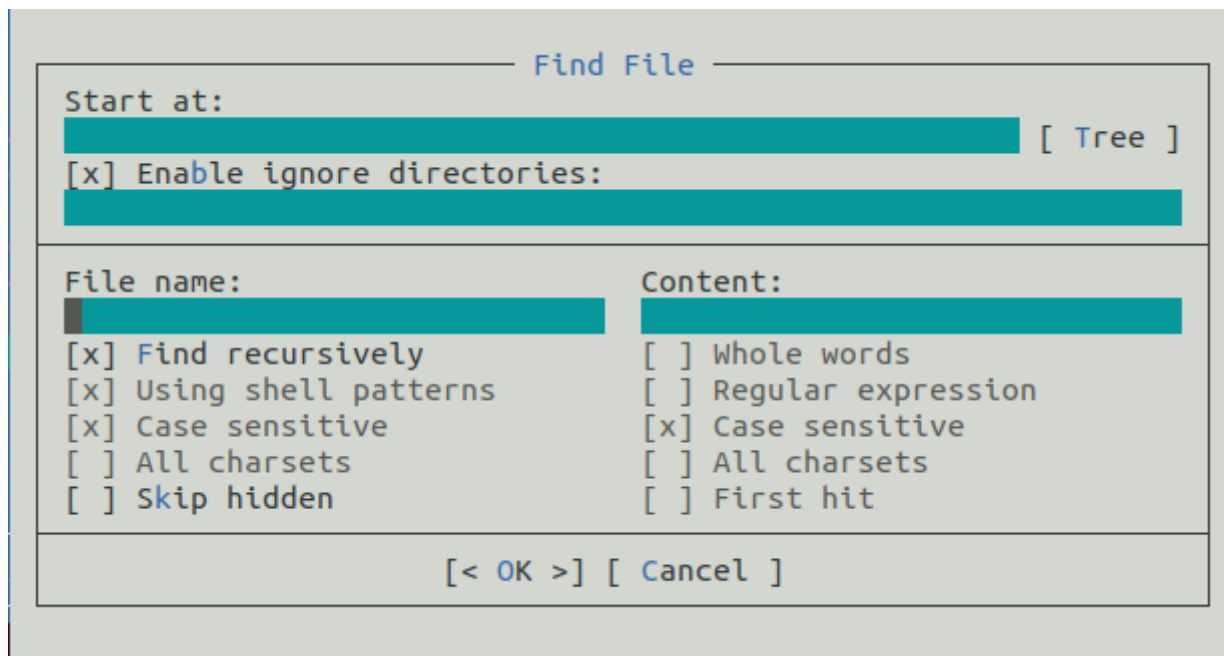 Find File
Start at:
[ Tree ]
[x] Enable ignore directories:
File name:
[x] Find recursively
[x] Using shell patterns
[x] Case sensitive
[ ] All charsets
[ ] Skip hidden
Content:
[ ] Whole words
[ ] Regular expression
[x] Case sensitive
[ ] All charsets
[ ] First hit
[< OK >] [ Cancel ]